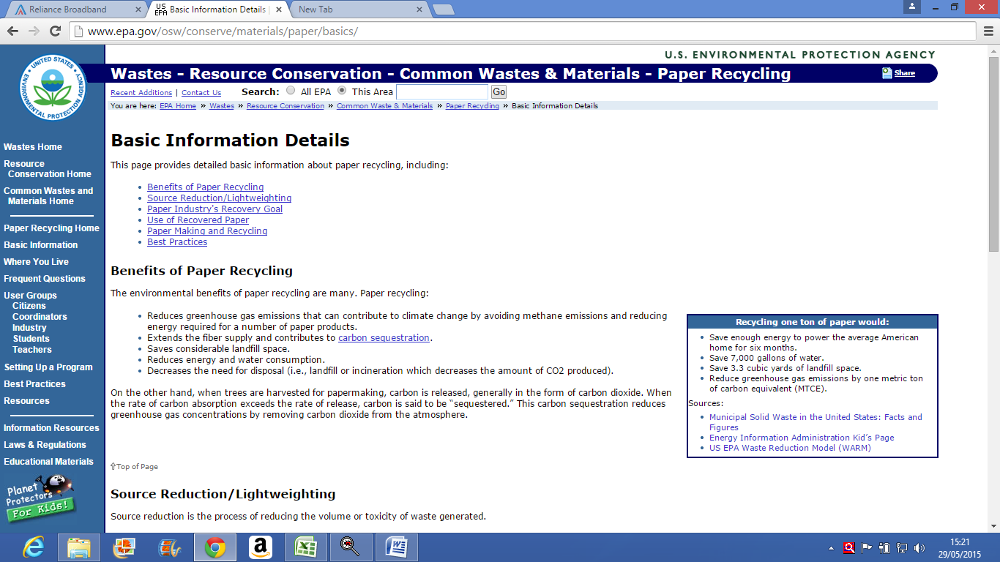 Reliance Broadband
US EPA Basic Information Details |
New Tab
www.epa.gov/osw/conserve/materials/paper/basics/
UNITED STATES
ENVIRONMENTAL PROTECTION AGENCY
U.S. ENVIRONMENTAL PROTECTION AGENCY
Wastes - Resource Conservation - Common Wastes & Materials - Paper Recycling
Share
Recent Additions | Contact Us Search: All EPA This Area Go
You are here: EPA Home » Wastes » Resource Conservation » Common Waste & Materials » Paper Recycling » Basic Information Details
Wastes Home
Resource
Conservation Home
Common Wastes and
Materials Home
Paper Recycling Home
Basic Information
Where You Live
Frequent Questions
User Groups
Citizens
Coordinators
Industry
Students
Teachers
Setting Up a Program
Best Practices
Resources
Information Resources
Laws & Regulations
Educational Materials
Planet
Protectors
For Kids!
Basic Information Details
This page provides detailed basic information about paper recycling, including:
• Benefits of Paper Recycling
• Source Reduction/Lightweighting
• Paper Industry's Recovery Goal
• Use of Recovered Paper
• Paper Making and Recycling
• Best Practices
Benefits of Paper Recycling
The environmental benefits of paper recycling are many. Paper recycling:
• Reduces greenhouse gas emissions that can contribute to climate change by avoiding methane emissions and reducing
energy required for a number of paper products.
• Extends the fiber supply and contributes to carbon sequestration.
• Saves considerable landfill space.
• Reduces energy and water consumption.
• Decreases the need for disposal (i.e., landfill or incineration which decreases the amount of CO2 produced).
On the other hand, when trees are harvested for papermaking, carbon is released, generally in the form of carbon dioxide. When
the rate of carbon absorption exceeds the rate of release, carbon is said to be “sequestered.” This carbon sequestration reduces
greenhouse gas concentrations by removing carbon dioxide from the atmosphere.
Recycling one ton of paper would:
• Save enough energy to power the average American
home for six months.
• Save 7,000 gallons of water.
• Save 3.3 cubic yards of landfill space.
• Reduce greenhouse gas emissions by one metric ton
of carbon equivalent (MTCE).
Sources:
• Municipal Solid Waste in the United States: Facts and
Figures
• Energy Information Administration Kid’s Page
• US EPA Waste Reduction Model (WARM)
⇧Top of Page
Source Reduction/Lightweighting
Source reduction is the process of reducing the volume or toxicity of waste generated.
15:21
29/05/2015